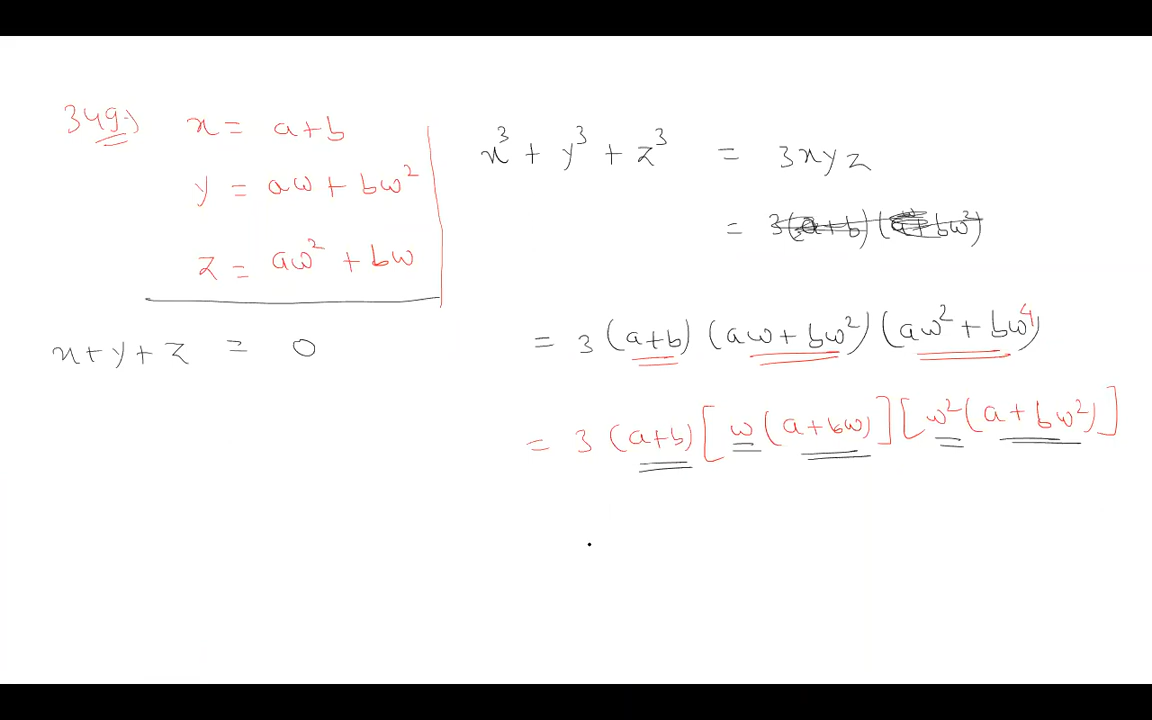 349)
x = a+b
y = aω + bω²
z = aω² + bω
x+y+z = 0
x³ + y³ + z³ = 3xyz
=
= 3 (a+b) (aω + bω²) (aω² + bω⁴)
= 3 (a+b) [ω (a+bω)] [ω² (a+bω²)]